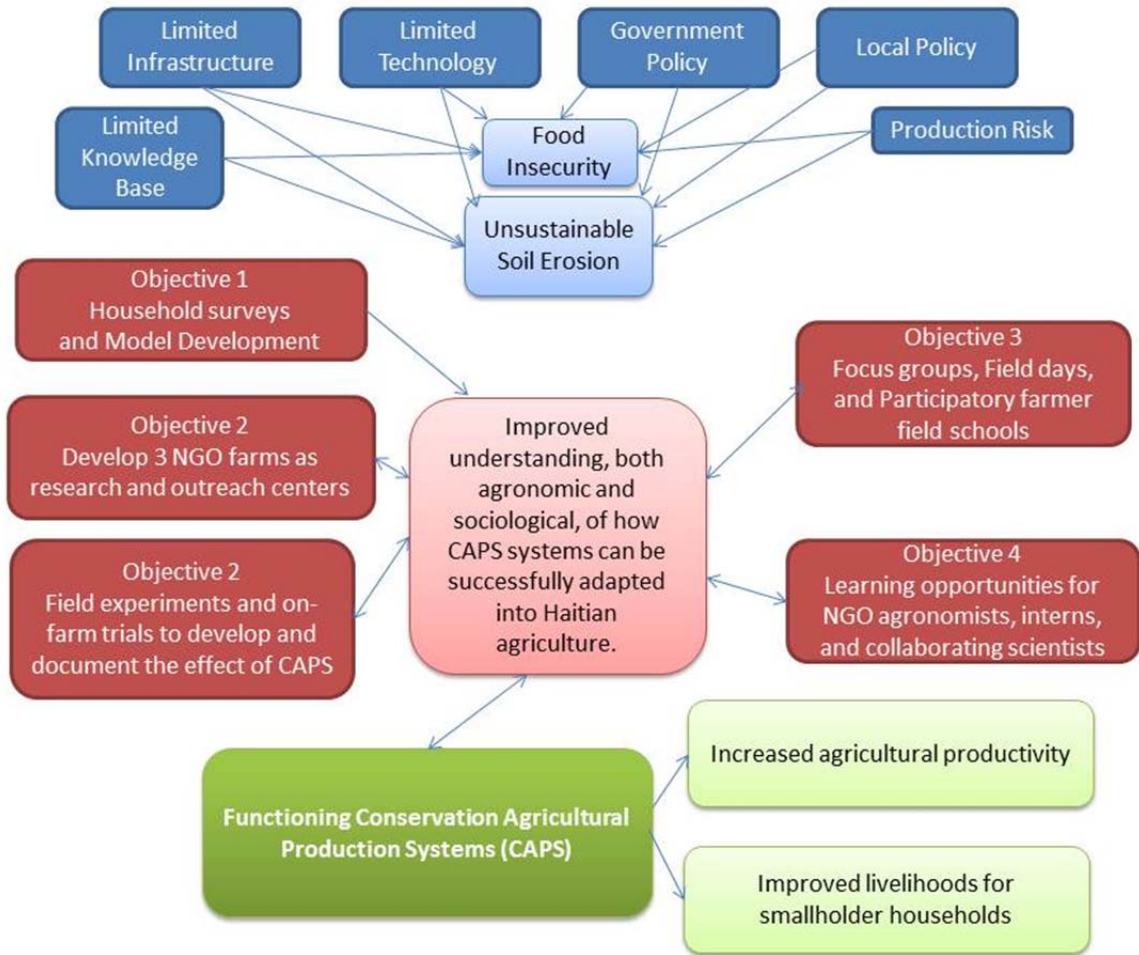 Limited
Infrastructure
Limited
Technology
Government
Policy
Local Policy
Limited
Knowledge
Base
Food
Insecurity
Production Risk
Unsustainable
Soil Erosion
Objective 1
Household surveys
and Model Development
Objective 2
Develop 3 NGO farms as
research and outreach centers
Objective 2
Field experiments and on-
farm trials to develop and
document the effect of CAPS
Improved
understanding, both
agronomic and
sociological, of how
CAPS systems can be
successfully adapted
into Haitian
agriculture.
Objective 3
Focus groups, Field days,
and Participatory farmer
field schools
Objective 4
Learning opportunities for
NGO agronomists, interns,
and collaborating scientists
Functioning Conservation Agricultural
Production Systems (CAPS)
Increased agricultural productivity
Improved livelihoods for
smallholder households